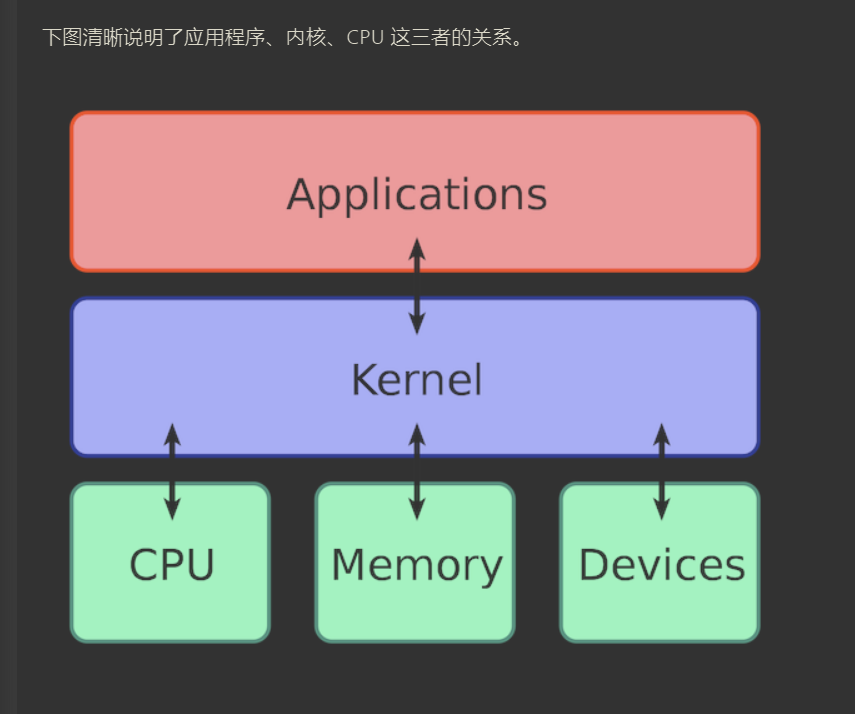 下图清晰说明了应用程序、内核、CPU 这三者的关系。
Applications
Kernel
CPU
Memory
Devices